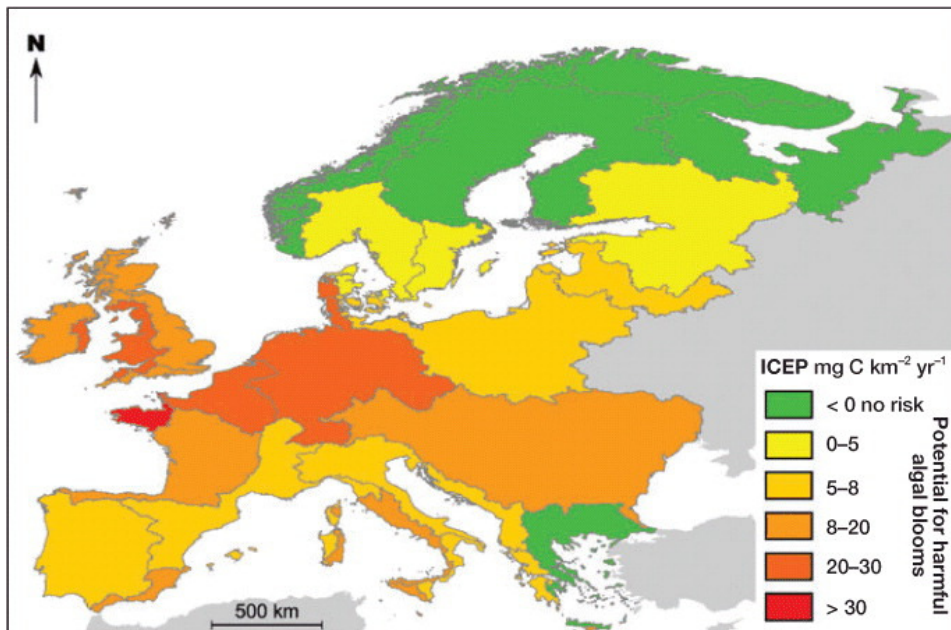 N
ICEP mg C km⁻² yr⁻¹
< 0 no risk
0–5
5–8
8–20
20–30
> 30
Potential for harmful
algal blooms
500 km